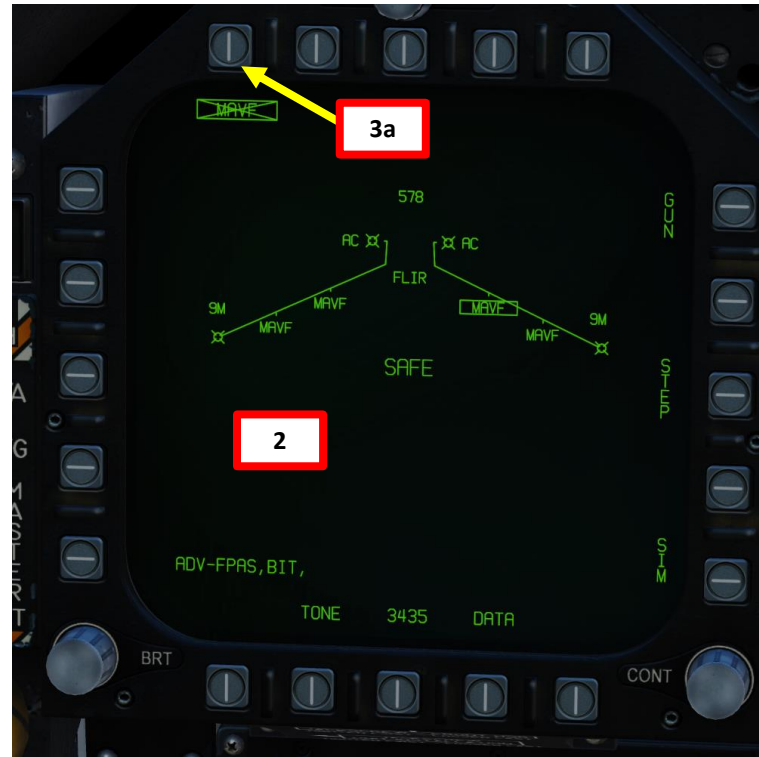 MAVF
3a
578
GUN
AC AC
FLIR
9M MAVF MAVF 9M
MAVF MAVF
SAFE
STEP
2
A
G
MASTER
T
SIM
ADV-FPAS,BIT,
TONE 3435 DATA
BRT
CONT